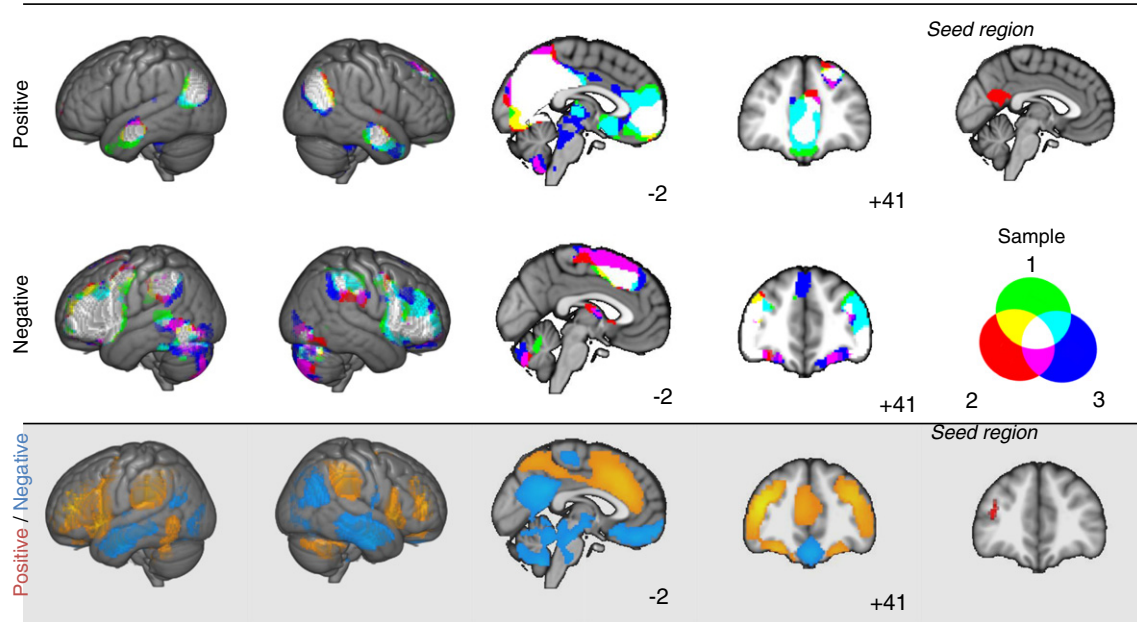 Seed region
Positive
-2
+41
Negative
Sample
1
2
3
-2
+41
Positive / Negative
Seed region
-2
+41